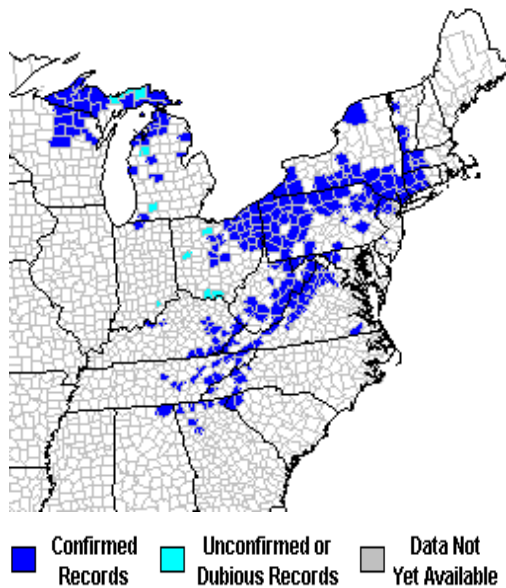 Confirmed Records
Unconfirmed or Dubious Records
Data Not Yet Available